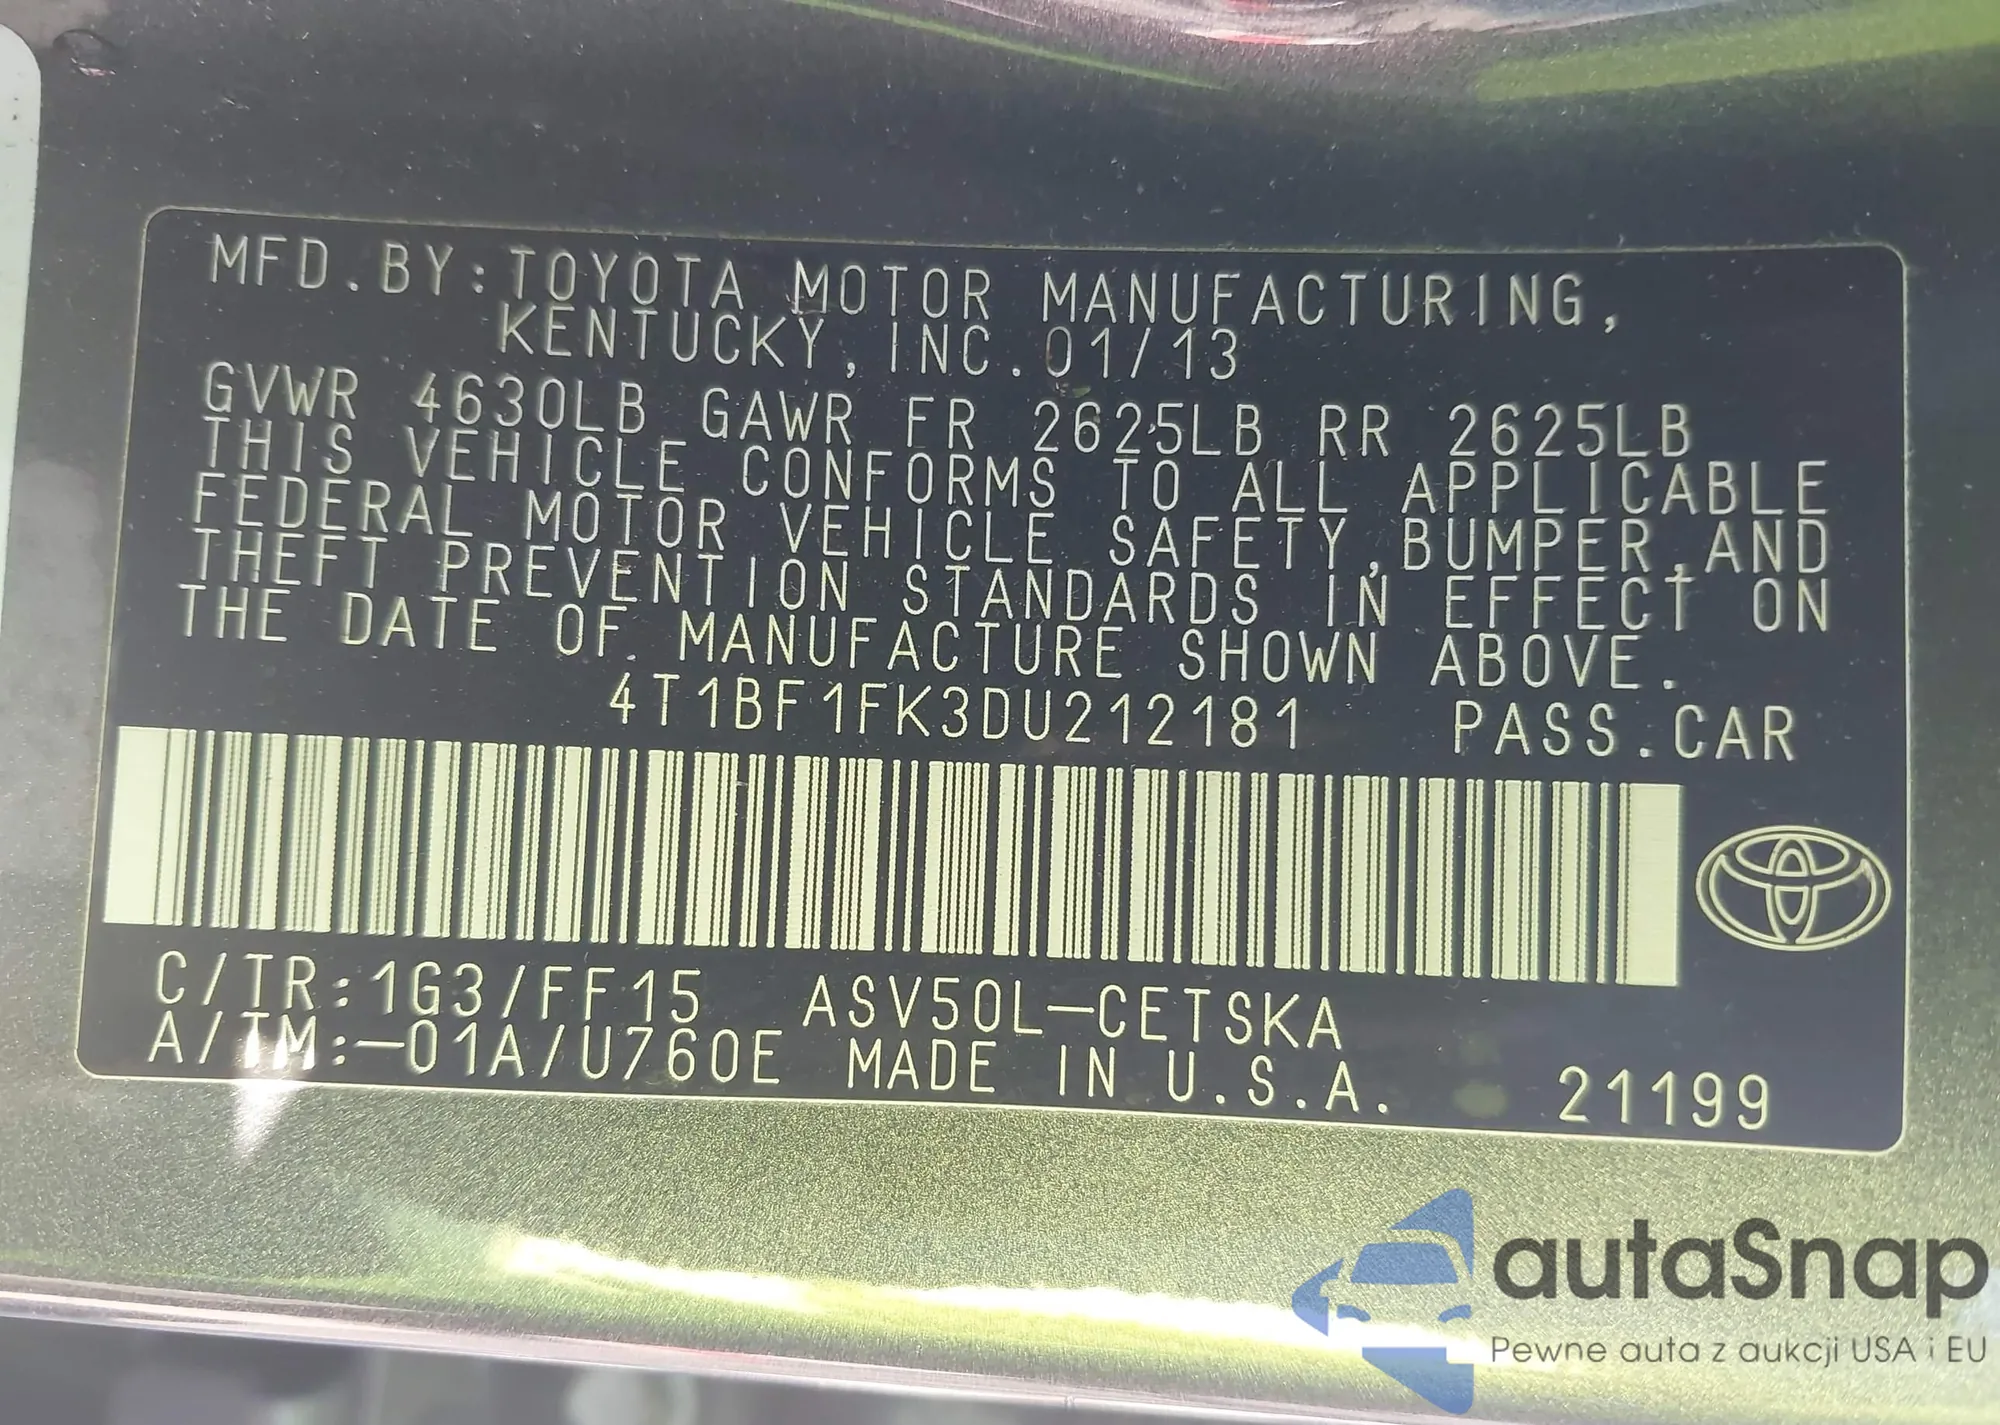 MFD.BY:TOYOTA MOTOR MANUFACTURING,
KENTUCKY, INC.01/13
GVWR 4630LB GAWR FR 2625LB RR 2625LB
THIS VEHICLE CONFORMS TO ALL APPLICABLE
FEDERAL MOTOR VEHICLE SAFETY,BUMPER,AND
THEFT PREVENTION STANDARDS IN EFFECT ON
THE DATE OF MANUFACTURE SHOWN ABOVE.
4T1BF1FK3DU212181 PASS.CAR
C/TR:1G3/FF15 ASV50L-CETSKA
A/TM:-01A/U760E MADE IN U.S.A. 21199
autaSnap
Pewne auta z aukcji USA i EU